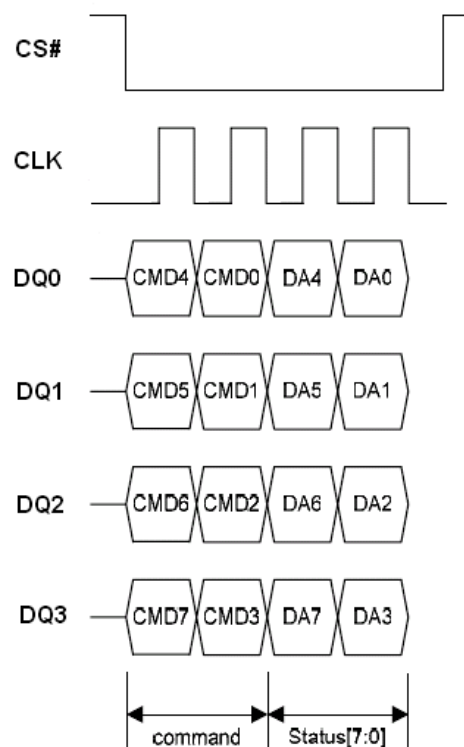 CS#
CLK
DQ0 CMD4 CMD0 DA4 DA0
DQ1 CMD5 CMD1 DA5 DA1
DQ2 CMD6 CMD2 DA6 DA2
DQ3 CMD7 CMD3 DA7 DA3
command Status[7:0]